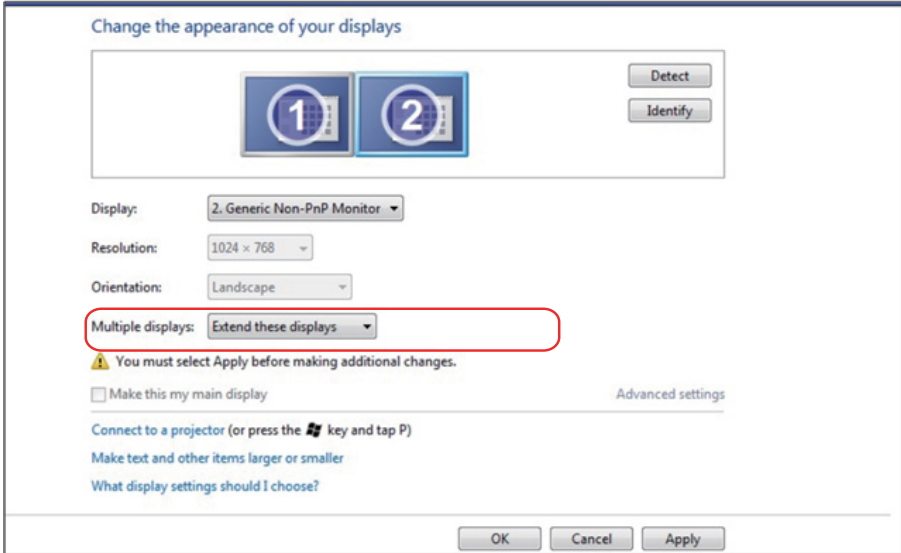 Change the appearance of your displays
1 2
Detect
Identify
Display: 2. Generic Non-PnP Monitor
Resolution: 1024 × 768
Orientation: Landscape
Multiple displays: Extend these displays
You must select Apply before making additional changes.
Make this my main display Advanced settings
Connect to a projector (or press the key and tap P)
Make text and other items larger or smaller
What display settings should I choose?
OK Cancel Apply